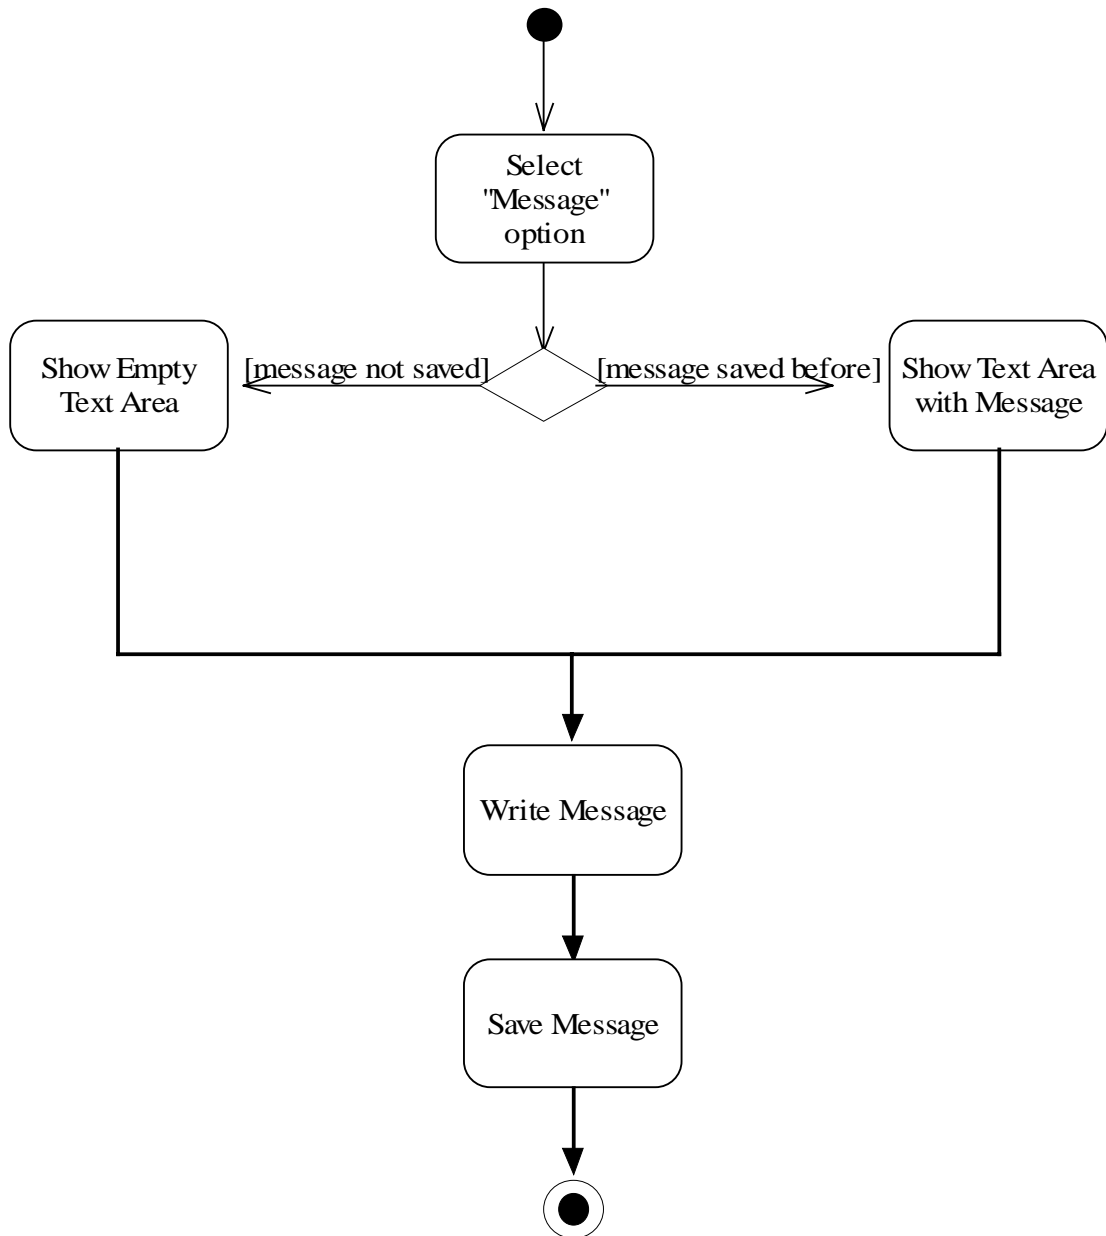 Select
"Message"
option
Show Empty
Text Area
[message not saved]
[message saved before]
Show Text Area
with Message
Write Message
Save Message